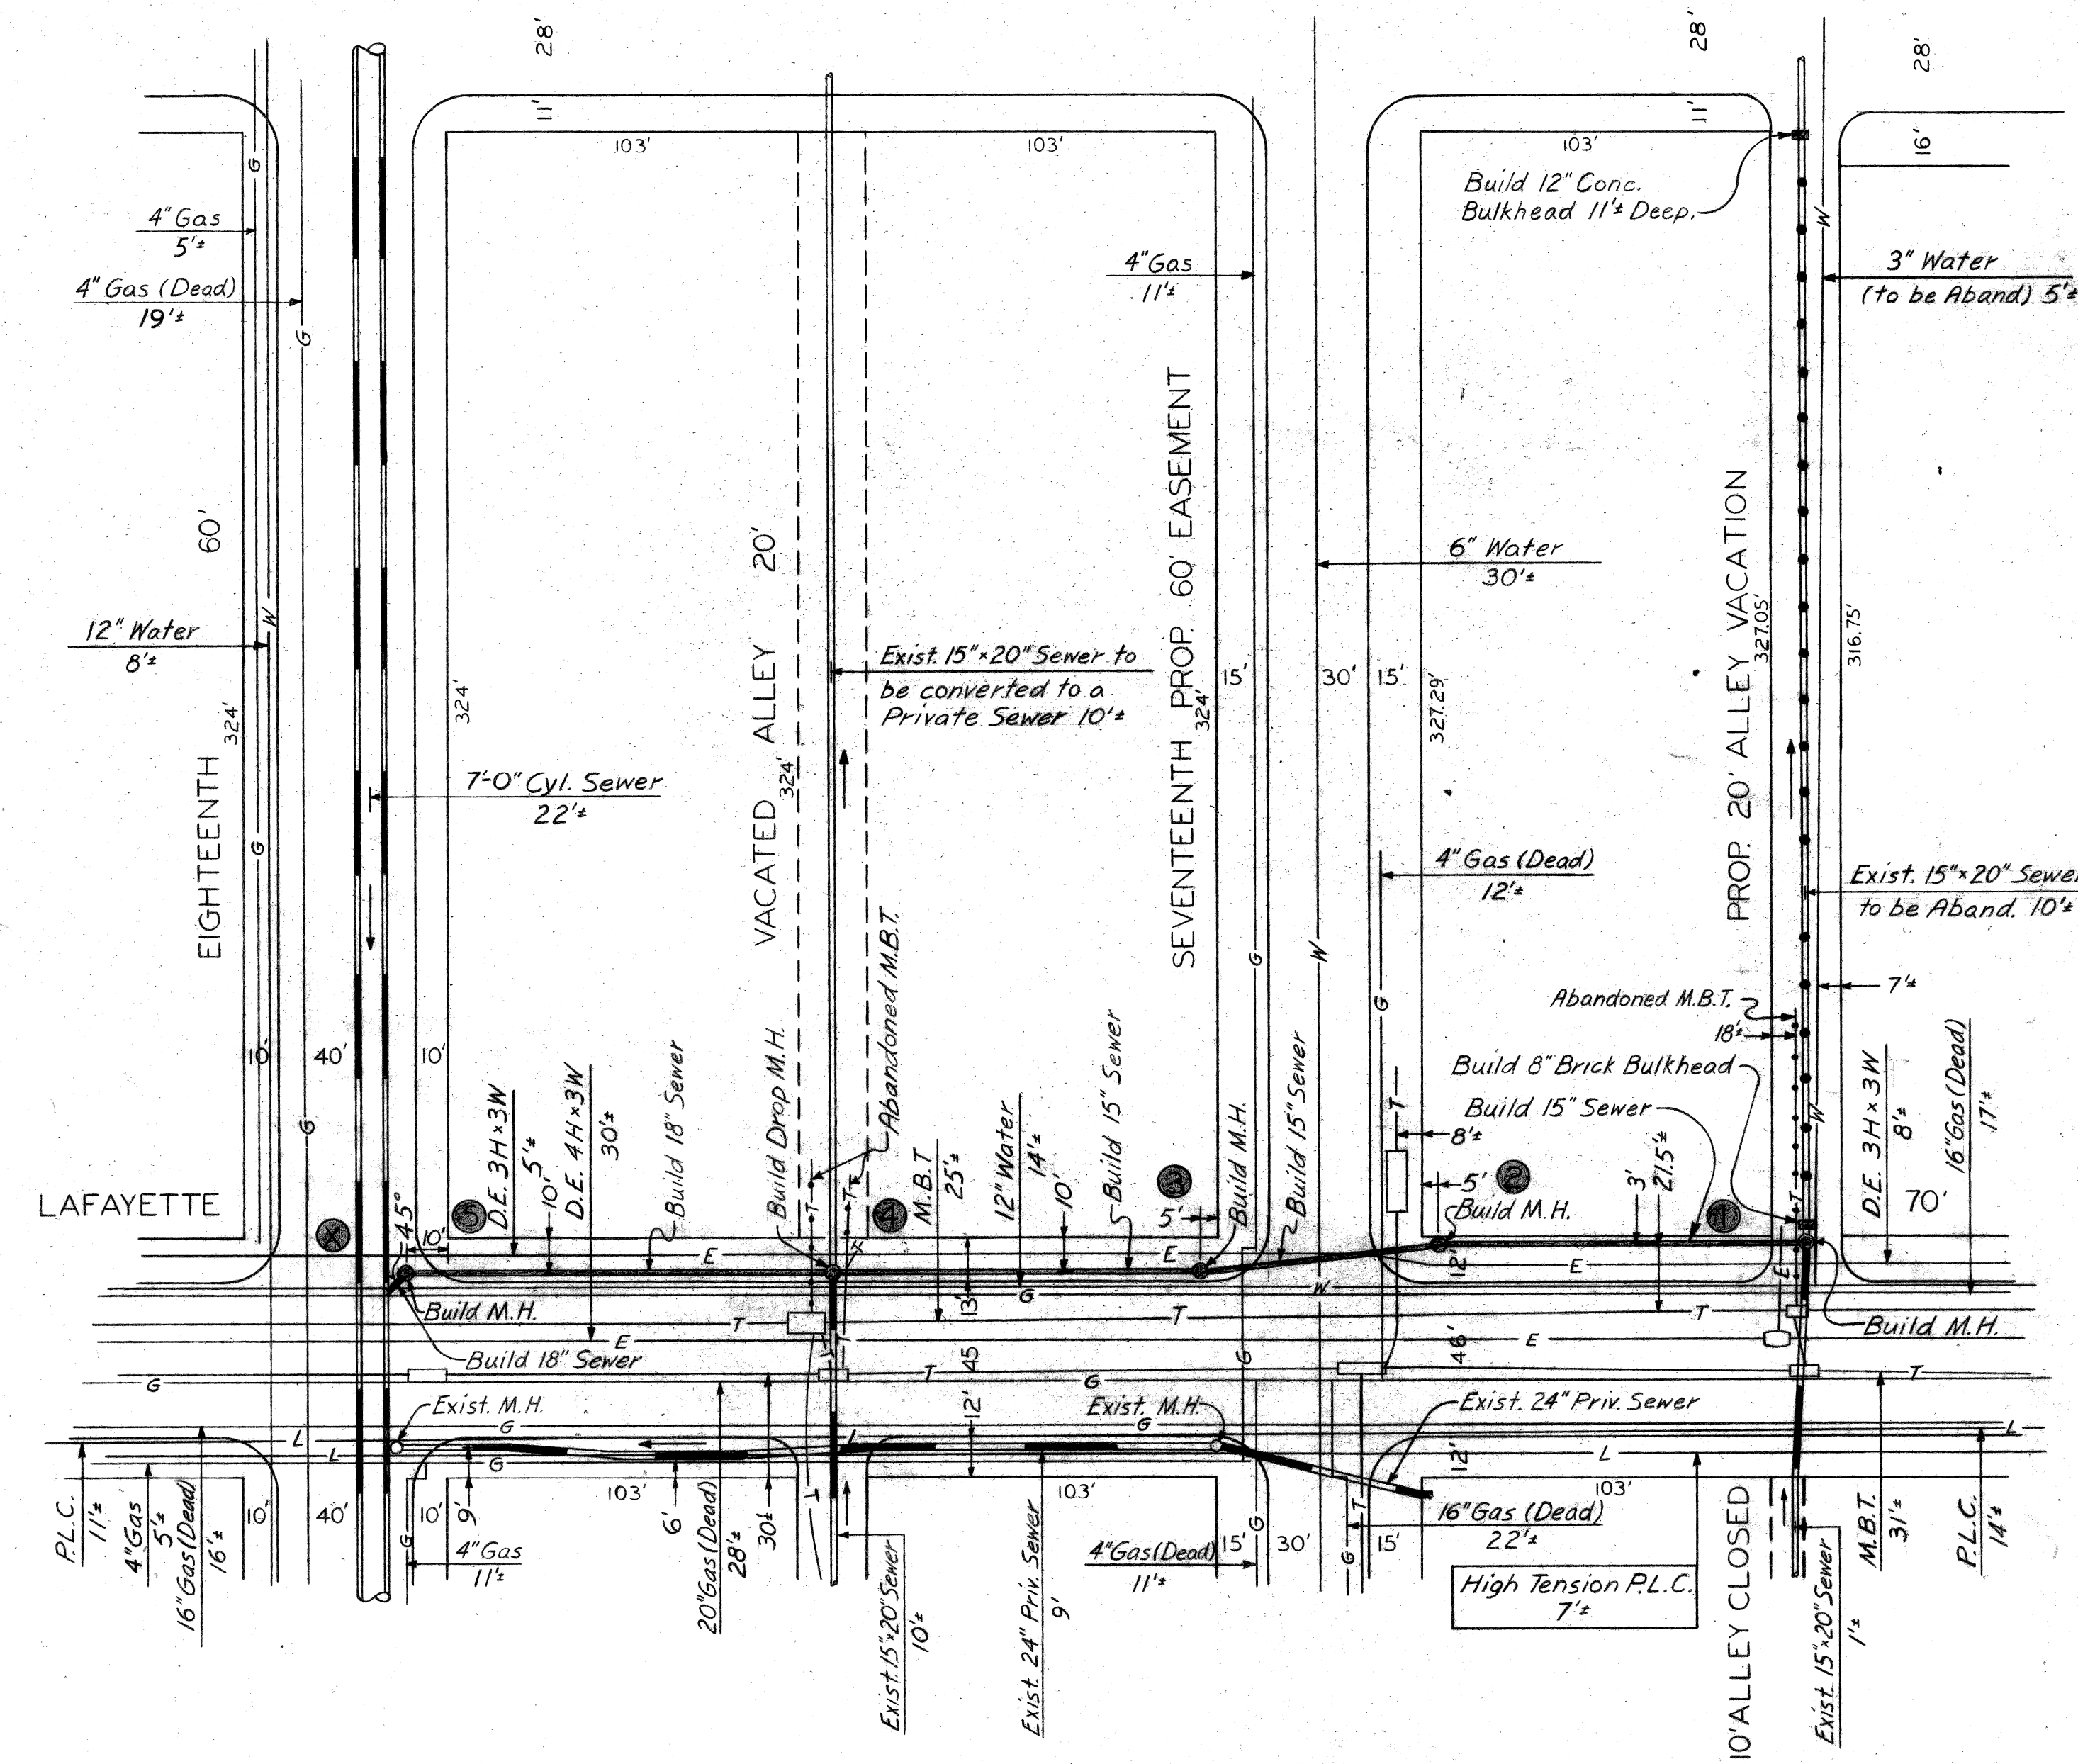 28'
28'
28'
11'
11'
16'
103'
103'
103'
Build 12" Conc.
Bulkhead 11'± Deep.
G
W
4" Gas
5'±
4" Gas (Dead)
19'±
G
4" Gas
11'±
3" Water
(to be Aband) 5'±
60'
EIGHTEENTH
324'
12" Water
8'±
W
G
324'
7'-0" Cyl. Sewer
22'±
VACATED ALLEY 20'
324'
Exist. 15"×20" Sewer to
be converted to a
Private Sewer 10'±
SEVENTEENTH PROP. 60' EASEMENT
324'
15'
30'
15'
6" Water
30'±
327.29'
PROP. 20' ALLEY VACATION
327.05'
316.75'
4" Gas (Dead)
12'±
Exist. 15"×20" Sewer
to be Aband. 10'±
G
W
G
7'±
Abandoned M.B.T.
18'±
Build 8" Brick Bulkhead
Build 15" Sewer
10'
40'
10'
G
D.E. 3H×3W
5'±
10'
D.E. 4H×3W
30'±
Build 18" Sewer
Build Drop M.H.
Abandoned M.B.T.
M.B.T
25'±
12" Water
14'±
10'
Build 15" Sewer
Build M.H.
Build 15" Sewer
T
8'±
5'
Build M.H.
3'
21.5'±
W
T
D.E. 3H×3W
8'±
16" Gas (Dead)
17'±
70'
LAFAYETTE
X
45°
10'
5
4
3
5'
2
1
T
T
E
E
E
E
12'
13'
G
W
Build M.H.
Build 18" Sewer
T
T
T
T
E
E
Build M.H.
45
46'
G
G
T
G
T
Exist. M.H.
G
Exist. M.H.
G
Exist. 24" Priv. Sewer
12'
12'
L
L
L
L
L
G
103'
103'
103'
P.L.C.
11'±
4" Gas
5'±
16" Gas (Dead)
16'±
10'
40'
10'
9'
G
4" Gas
11'±
6'
20" Gas (Dead)
28'±
30'±
T
Exist. 15"×20" Sewer
10'±
Exist. 24" Priv. Sewer
9'
4" Gas (Dead)
11'±
15'
G
30'
G
T
15'
16" Gas (Dead)
22'±
High Tension P.L.C.
7'±
10' ALLEY CLOSED
Exist. 15"×20" Sewer
1'±
M.B.T.
31'±
P.L.C.
14'±